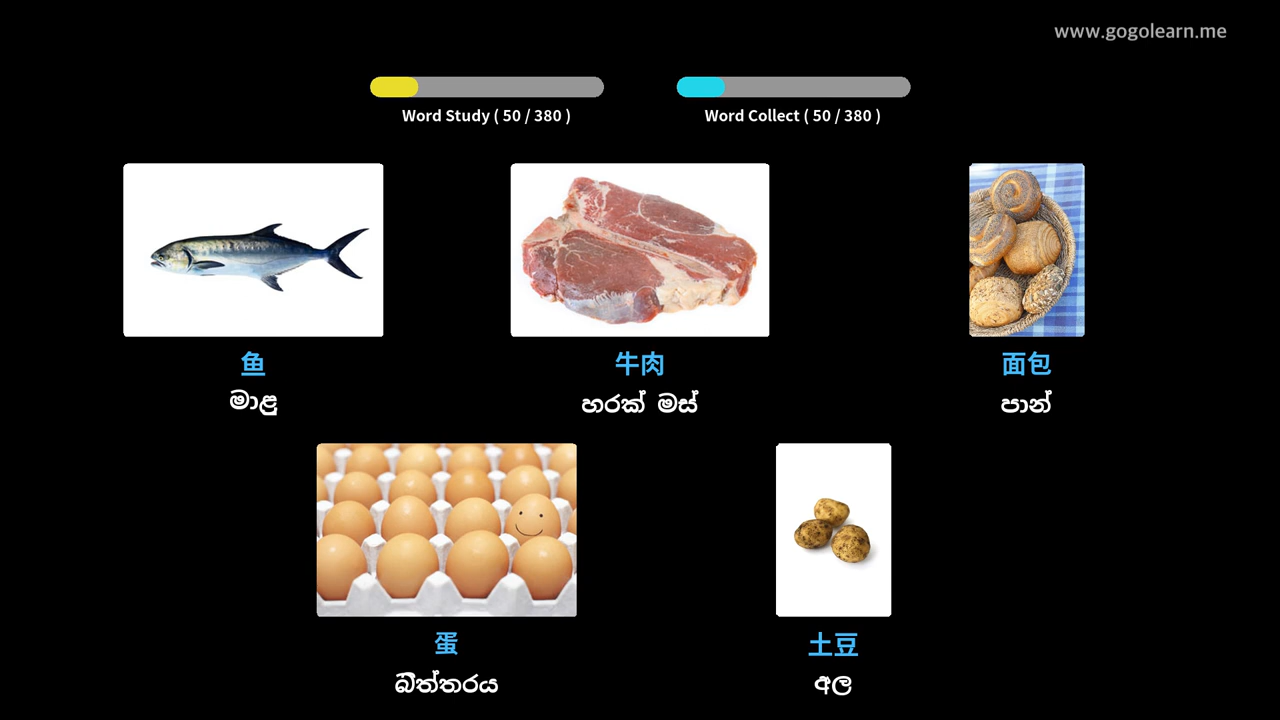 www.gogolearn.me
Word Study ( 50 / 380 )
Word Collect ( 50 / 380 )
鱼
මාළු
牛肉
හරක් මස්
面包
පාන්
蛋
බිත්තරය
土豆
අල